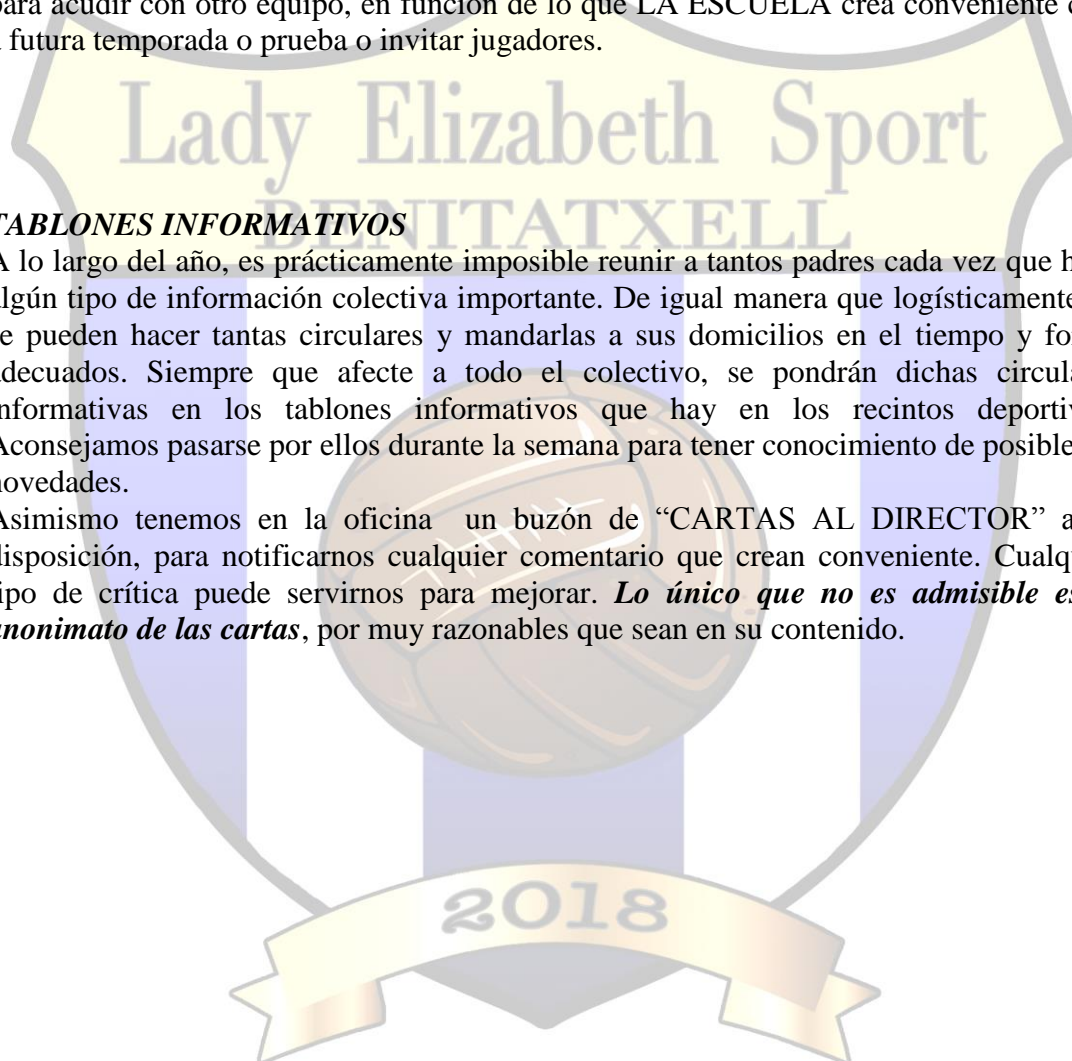 para acudir con otro equipo, en función de lo que LA ESCUELA crea conveniente
futura temporada o prueba o invitar jugadores.
Lady Elizabeth Sport
BENITATXELL
TABLONES INFORMATIVOS
A lo largo del año, es prácticamente imposible reunir a tantos padres cada vez que h
algún tipo de información colectiva importante. De igual manera que logísticamente
se pueden hacer tantas circulares y mandarlas a sus domicilios en el tiempo y fo
adecuados. Siempre que afecte a todo el colectivo, se pondrán dichas circula
informativas en los tablones informativos que hay en los recintos deportiv
Aconsejamos pasarse por ellos durante la semana para tener conocimiento de posible
novedades.
Asimismo tenemos en la oficina un buzón de “CARTAS AL DIRECTOR” a
disposición, para notificarnos cualquier comentario que crean conveniente. Cualqu
tipo de crítica puede servirnos para mejorar. Lo único que no es admisible es
anonimato de las cartas, por muy razonables que sean en su contenido.
2018